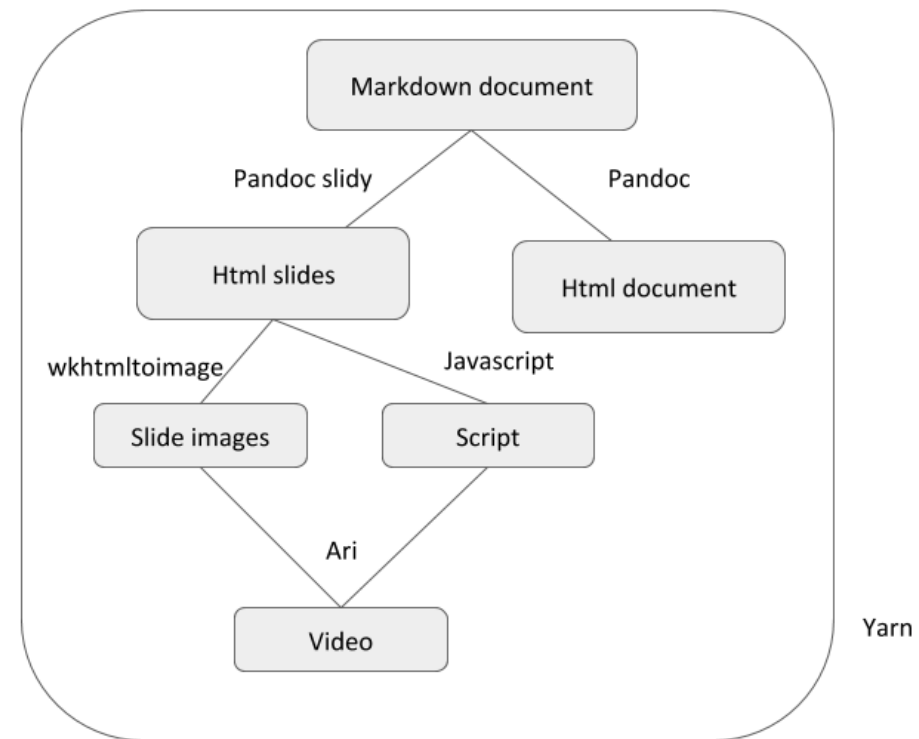 Markdown document
Pandoc slidy
Pandoc
Html slides
Html document
wkhtmltoimage
Javascript
Slide images
Script
Ari
Video
Yarn